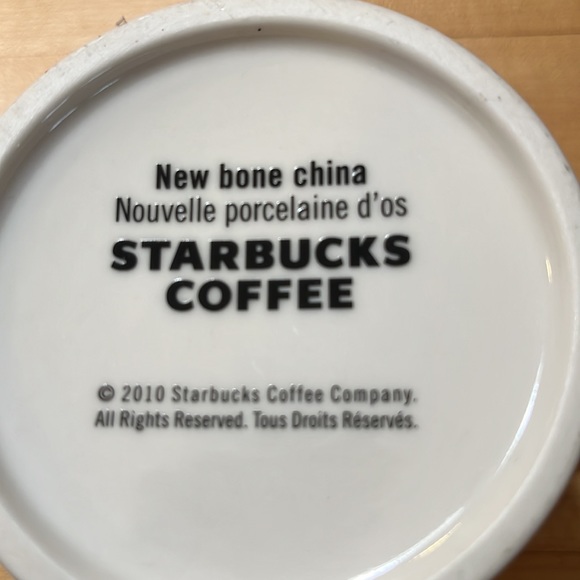 New bone china
Nouvelle porcelaine d'os
STARBUCKS
COFFEE
© 2010 Starbucks Coffee Company.
All Rights Reserved. Tous Droits Réservés.